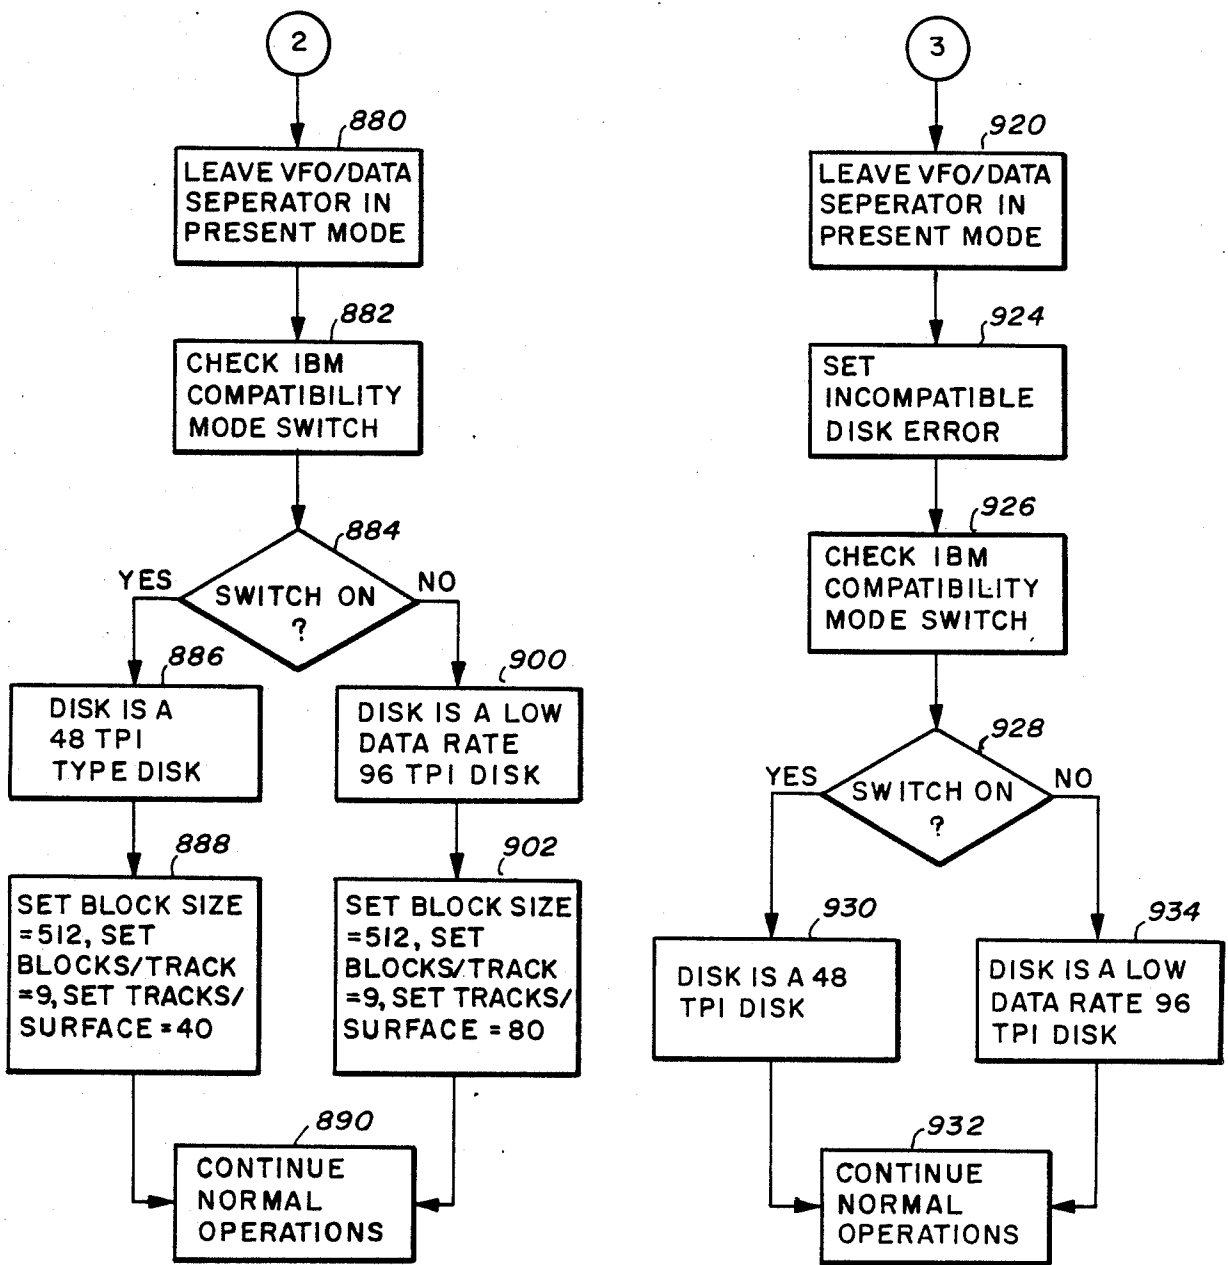 2
880
LEAVE VFO/DATA
SEPERATOR IN
PRESENT MODE
882
CHECK IBM
COMPATIBILITY
MODE SWITCH
884
YES
SWITCH ON
?
NO
886
DISK IS A
48 TPI
TYPE DISK
900
DISK IS A LOW
DATA RATE
96 TPI DISK
888
SET BLOCK SIZE
=512, SET
BLOCKS/TRACK
=9, SET TRACKS/
SURFACE = 40
902
SET BLOCK SIZE
=512, SET
BLOCKS/TRACK
=9, SET TRACKS/
SURFACE = 80
890
CONTINUE
NORMAL
OPERATIONS
3
920
LEAVE VFO/DATA
SEPERATOR IN
PRESENT MODE
924
SET
INCOMPATIBLE
DISK ERROR
926
CHECK IBM
COMPATIBILITY
MODE SWITCH
928
YES
SWITCH ON
?
NO
930
DISK IS A 48
TPI DISK
934
DISK IS A LOW
DATA RATE 96
TPI DISK
932
CONTINUE
NORMAL
OPERATIONS